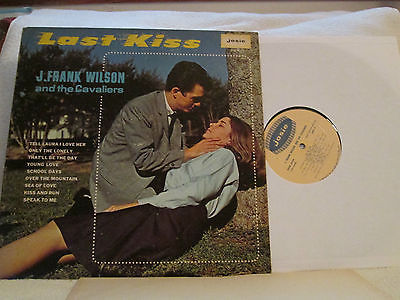 Last Kiss
Josie
J. FRANK WILSON
and the Cavaliers
TELL LAURA I LOVE HER
ONLY THE LONELY
THAT'LL BE THE DAY
YOUNG LOVE
SCHOOL DAYS
OVER THE MOUNTAIN
SEA OF LOVE
KISS AND RUN
SPEAK TO ME
JOSIE